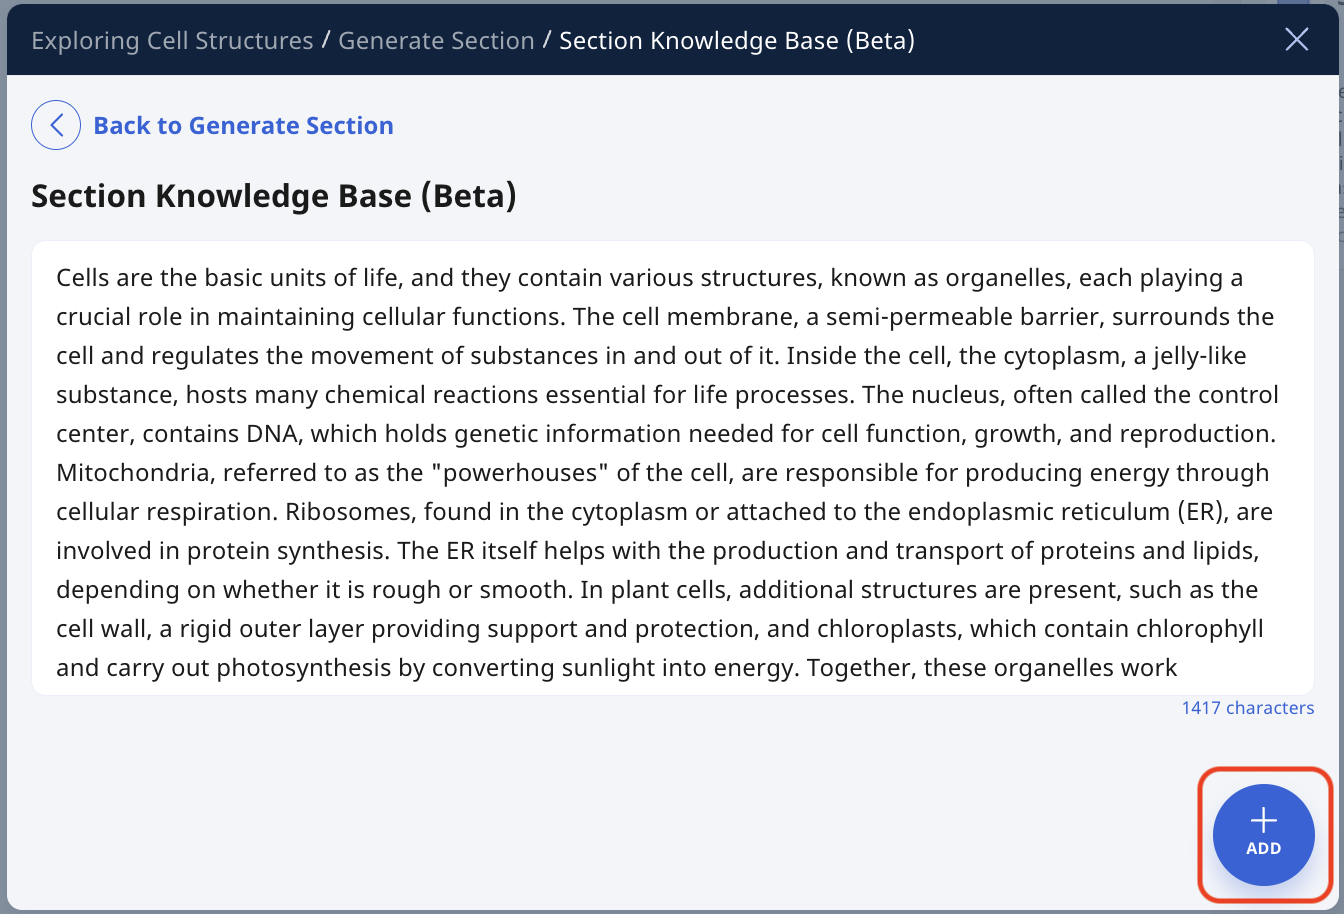 Exploring Cell Structures / Generate Section / Section Knowledge Base (Beta)
Back to Generate Section
Section Knowledge Base (Beta)
Cells are the basic units of life, and they contain various structures, known as organelles, each playing a
crucial role in maintaining cellular functions. The cell membrane, a semi-permeable barrier, surrounds the
cell and regulates the movement of substances in and out of it. Inside the cell, the cytoplasm, a jelly-like
substance, hosts many chemical reactions essential for life processes. The nucleus, often called the control
center, contains DNA, which holds genetic information needed for cell function, growth, and reproduction.
Mitochondria, referred to as the "powerhouses" of the cell, are responsible for producing energy through
cellular respiration. Ribosomes, found in the cytoplasm or attached to the endoplasmic reticulum (ER), are
involved in protein synthesis. The ER itself helps with the production and transport of proteins and lipids,
depending on whether it is rough or smooth. In plant cells, additional structures are present, such as the
cell wall, a rigid outer layer providing support and protection, and chloroplasts, which contain chlorophyll
and carry out photosynthesis by converting sunlight into energy. Together, these organelles work
1417 characters
ADD